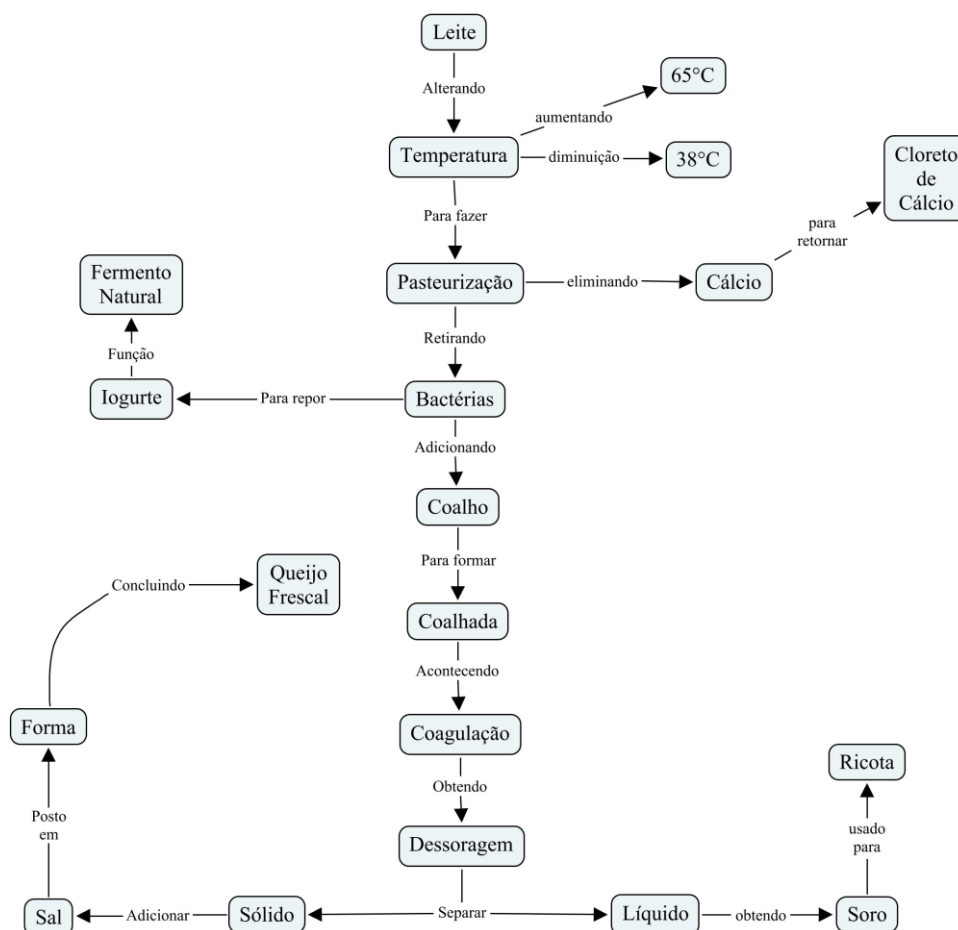 Leite
Alterando
65°C
aumentando
Temperatura
diminuição
38°C
Cloreto
de
Cálcio
Para fazer
para
retornar
Fermento
Natural
Pasteurização
eliminando
Cálcio
Função
Retirando
Iogurte
Para repor
Bactérias
Adicionando
Coalho
Para formar
Concluindo
Queijo
Frescal
Coalhada
Acontecendo
Forma
Coagulação
Ricota
Obtendo
Posto
em
usado
para
Dessoragem
Sal
Adicionar
Sólido
Separar
Líquido
obtendo
Soro